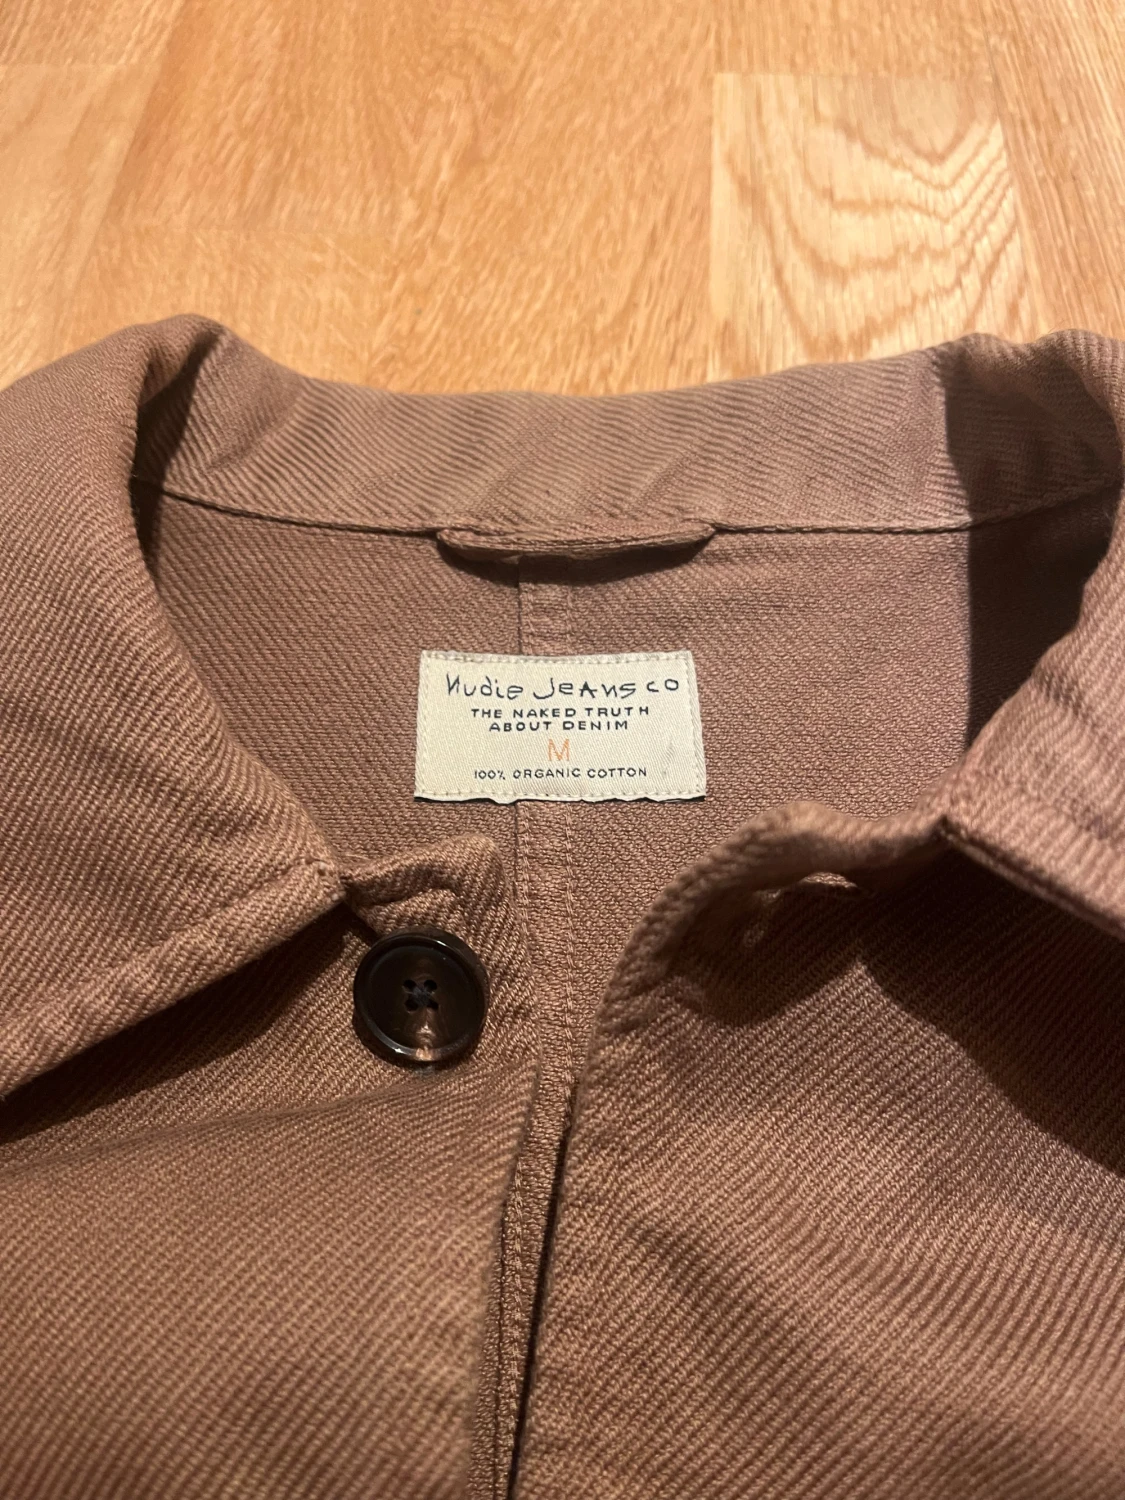 Nudie Jeans co
THE NAKED TRUTH
ABOUT DENIM
M
100% ORGANIC COTTON